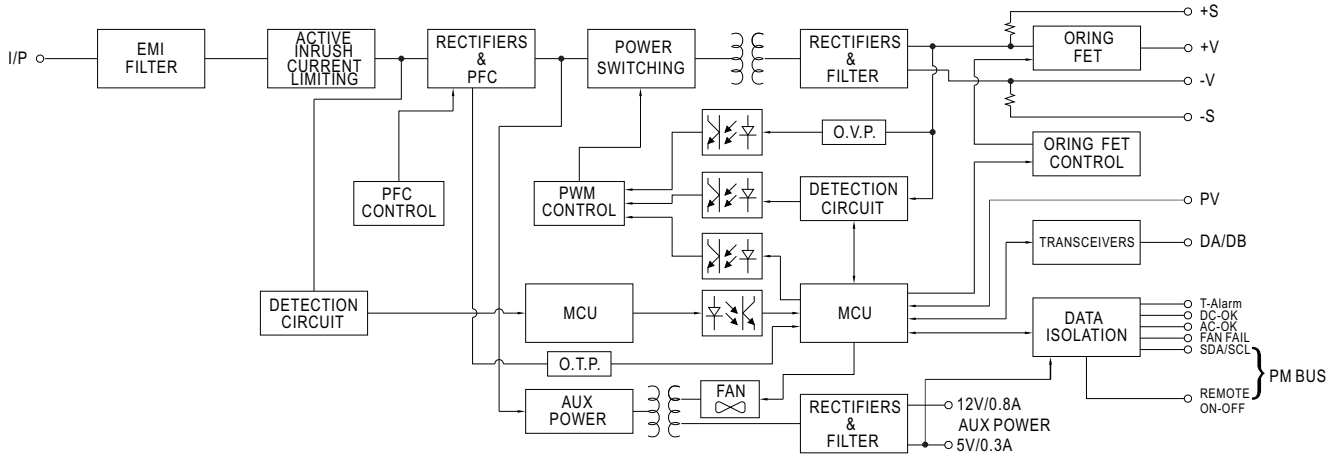 I/P
EMI
FILTER
ACTIVE
INRUSH
CURRENT
LIMITING
RECTIFIERS
&
PFC
POWER
SWITCHING
RECTIFIERS
&
FILTER
ORING
FET
+S
+V
-V
-S
O.V.P.
ORING FET
CONTROL
PFC
CONTROL
PWM
CONTROL
DETECTION
CIRCUIT
PV
TRANSCEIVERS
DA/DB
DETECTION
CIRCUIT
MCU
MCU
DATA
ISOLATION
T-Alarm
DC-OK
AC-OK
FAN FAIL
SDA/SCL
PM BUS
REMOTE
ON-OFF
O.T.P.
AUX
POWER
FAN
RECTIFIERS
&
FILTER
12V/0.8A
AUX POWER
5V/0.3A